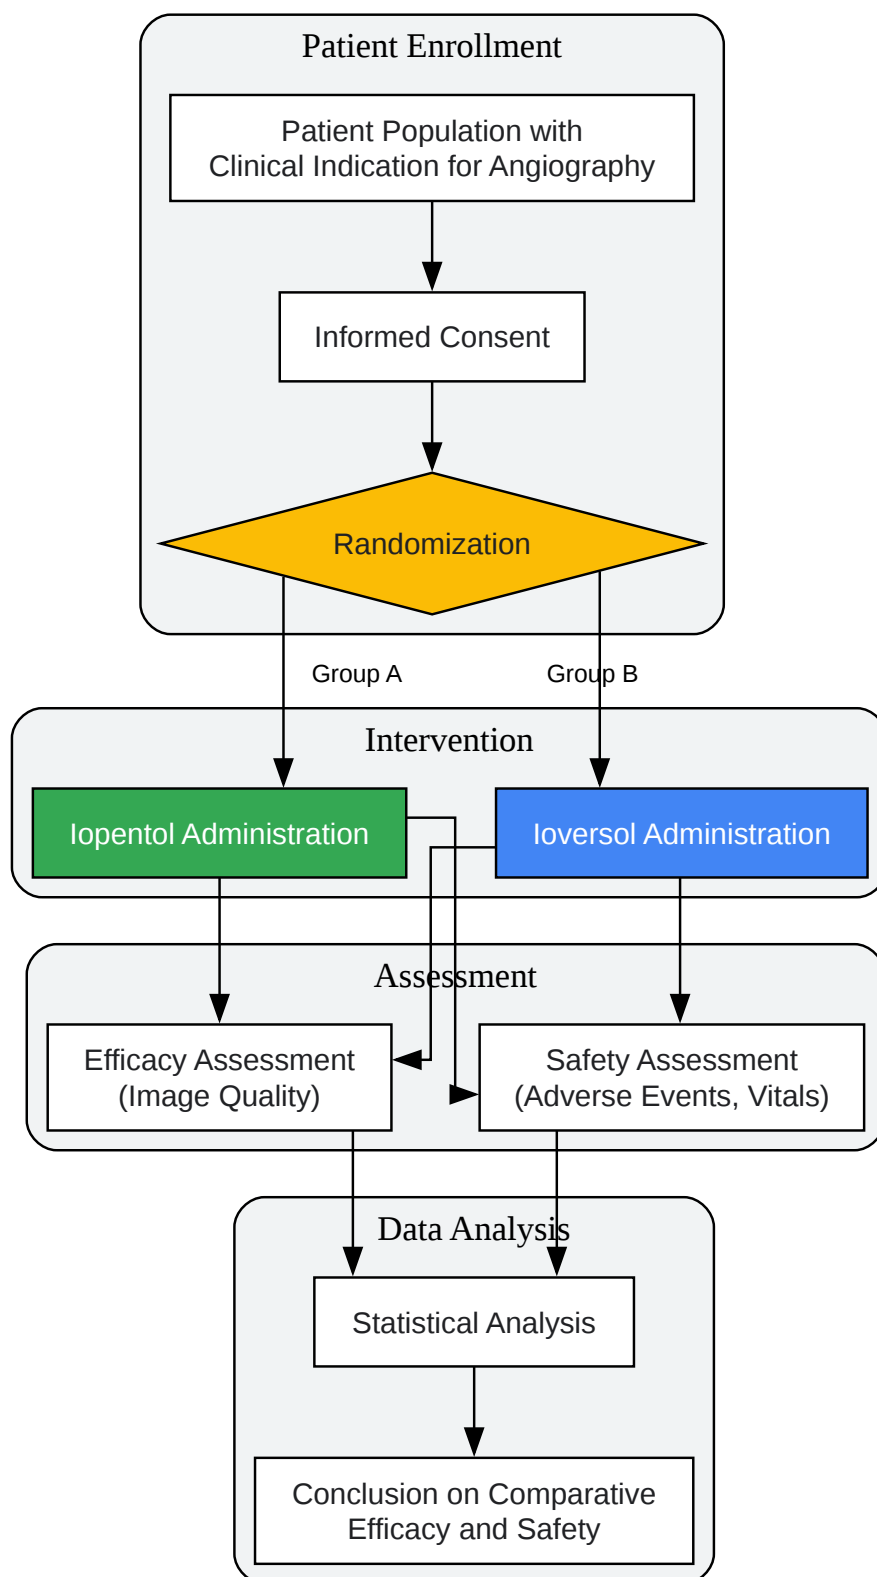 Patient Enrollment
Patient Population with
Clinical Indication for Angiography
Informed Consent
Randomization
Group A
Group B
Intervention
Iopentol Administration
Ioversol Administration
Assessment
Efficacy Assessment
(Image Quality)
Safety Assessment
(Adverse Events, Vitals)
Data Analysis
Statistical Analysis
Conclusion on Comparative
Efficacy and Safety